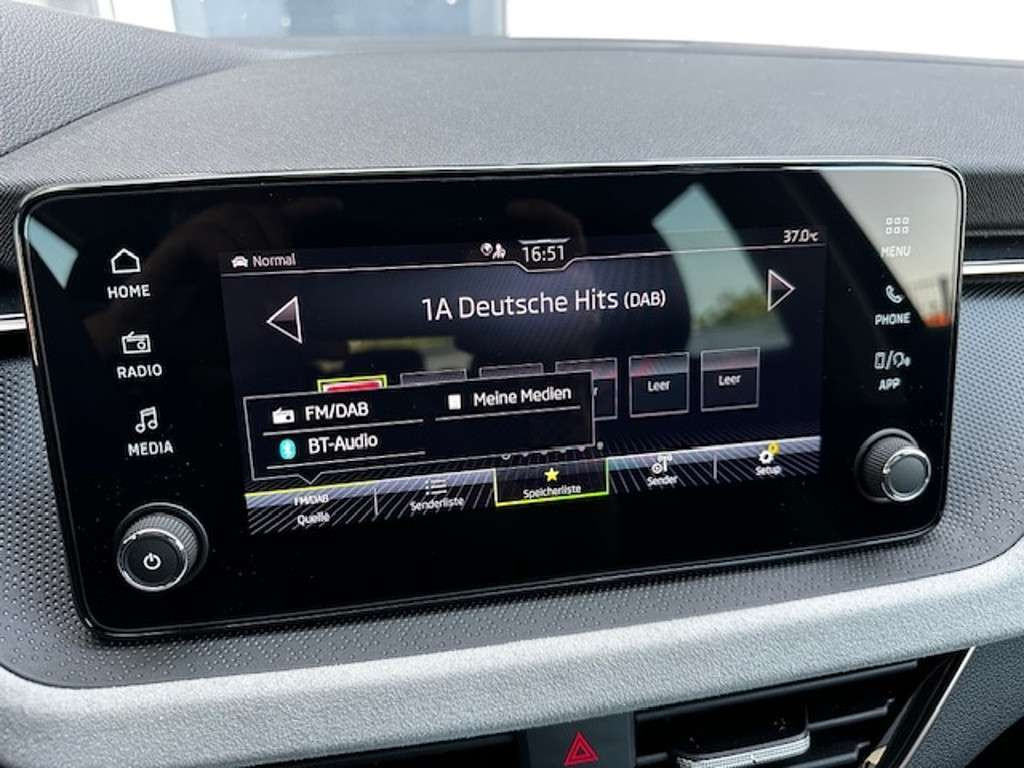 Normal
16:51
37.0°C
1A Deutsche Hits (DAB)
HOME
RADIO
MEDIA
MENU
PHONE
APP
Leer
Leer
FM/DAB
Meine Medien
BT-Audio
FM/DAB
Quelle
Senderliste
Speicherliste
Sender
Setup